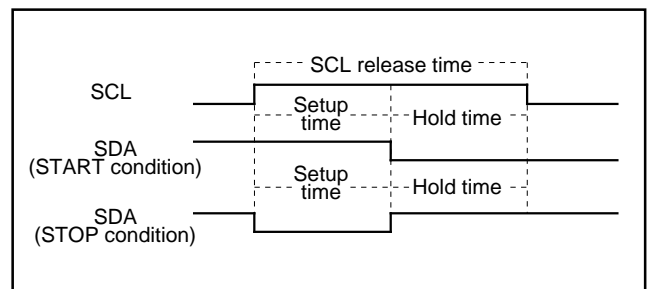 SCL release time
SCL
Setup
time
Hold time
SDA
(START condition)
Setup
time
Hold time
SDA
(STOP condition)